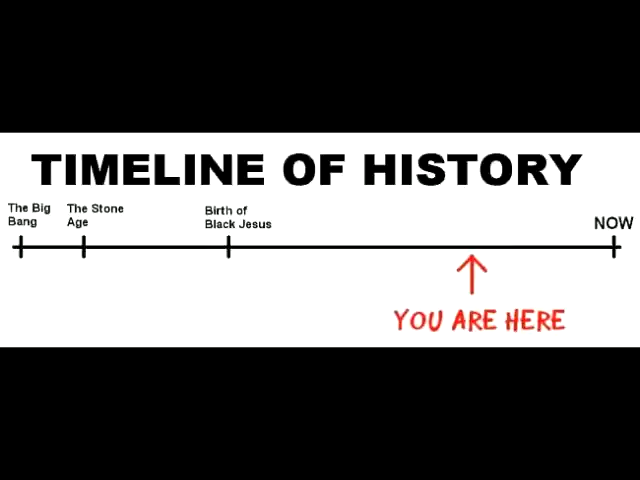 TIMELINE OF HISTORY
The Big
Bang
The Stone
Age
Birth of
Black Jesus
NOW
YOU ARE HERE